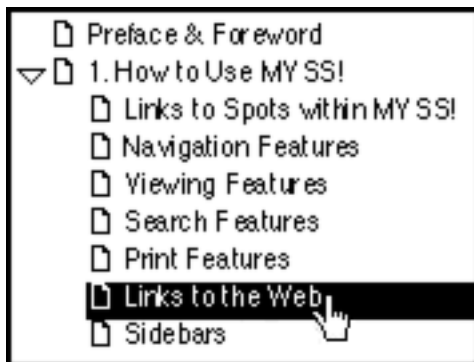 Preface & Foreword
1. How to Use MY SS!
Links to Spots within MY SS!
Navigation Features
Viewing Features
Search Features
Print Features
Links to the Web
Sidebars